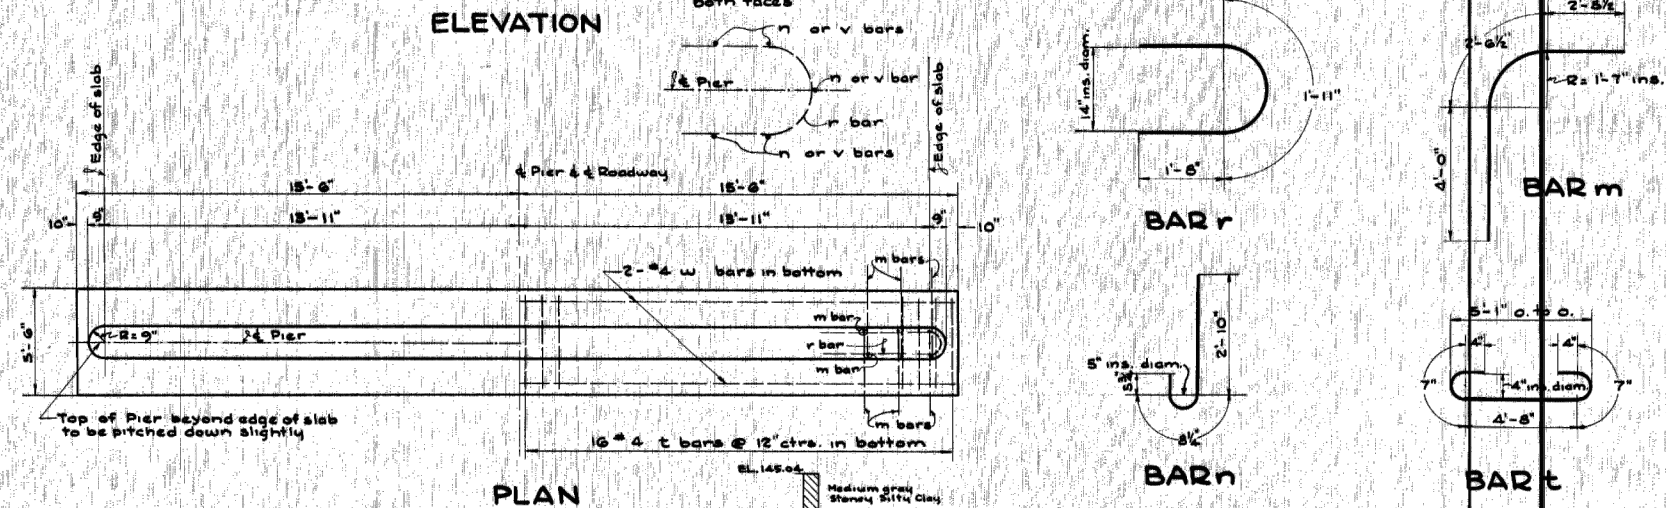 Both faces
ELEVATION
n or v bars
℄ Pier
n or v bar
r bar
n or v bars
Edge of slab
Edge of slab
℄ Pier & ℄ Roadway
15'-6"
15'-6"
10"
9"
13'-11"
13'-11"
9"
10"
2-#4 w bars in bottom
m bars
5'-6"
R=9"
℄ Pier
m bar
r bar
m bar
Top of Pier beyond edge of slab
to be pitched down slightly
m bars
16 #4 t bars @ 12" ctrs. in bottom
EL. 145.04
Medium gray
Stoney Silty Clay
PLAN
14" ins. diam.
1'-11"
1'-8"
BAR r
2'-6½"
R=1'-7" ins.
4'-0"
BAR m
5" ins. diam.
2'-10"
8¼"
BAR n
5'-1" o. to o.
4"
4"
7"
4" ins. diam.
7"
4'-8"
BAR t